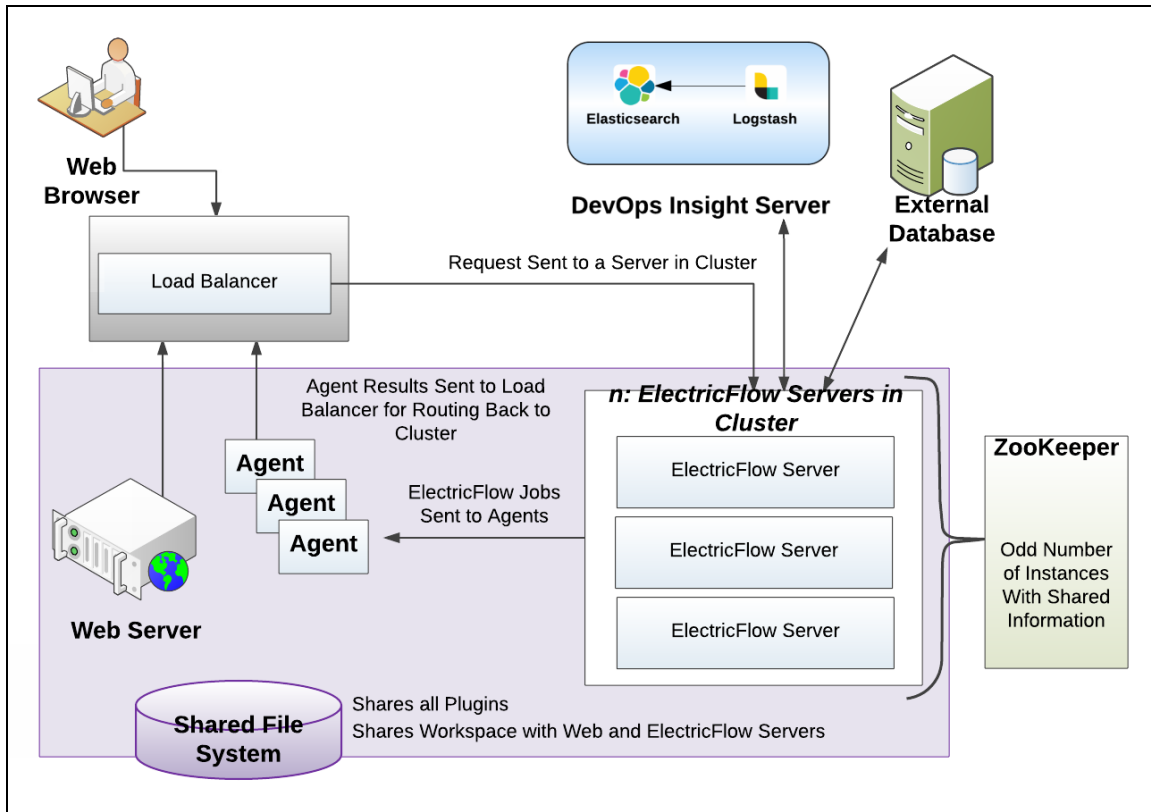 Web
Browser
Elasticsearch
Logstash
DevOps Insight Server
External
Database
Load Balancer
Request Sent to a Server in Cluster
Agent Results Sent to Load
Balancer for Routing Back to
Cluster
n: ElectricFlow Servers in
Cluster
ElectricFlow Server
ElectricFlow Server
ElectricFlow Server
Agent
Agent
Agent
ElectricFlow Jobs
Sent to Agents
ZooKeeper
Odd Number
of Instances
With Shared
Information
Web Server
Shared File
System
Shares all Plugins
Shares Workspace with Web and ElectricFlow Servers